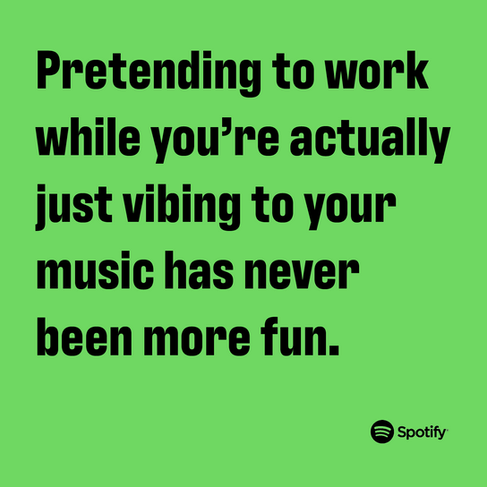 Pretending to work
while you’re actually
just vibing to your
music has never
been more fun.
Spotify